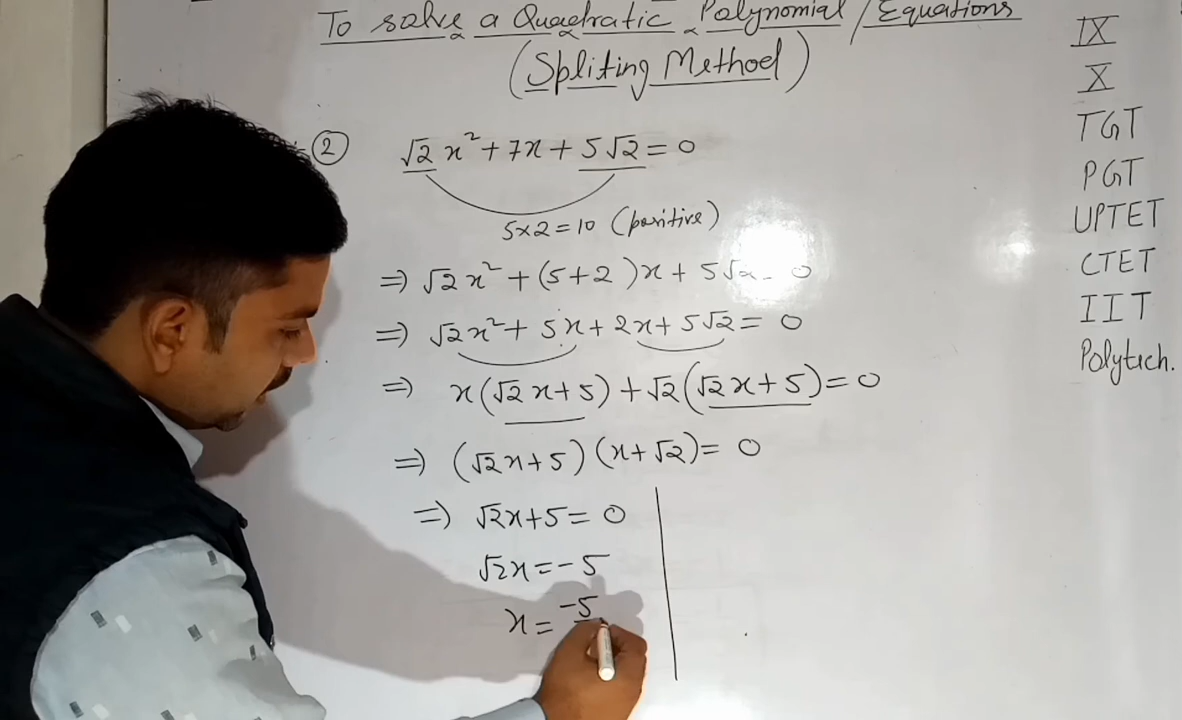 To solve a Quadratic Polynomial / Equations
(Spliting Method)
② √2 x² + 7x + 5√2 = 0
5×2 = 10 (positive)
⇒ √2 x² + (5+2)x + 5√2 = 0
⇒ √2x² + 5x + 2x + 5√2 = 0
⇒ x(√2 x + 5) + √2(√2x + 5) = 0
⇒ (√2x + 5) (x + √2) = 0
⇒ √2x + 5 = 0
√2x = -5
x = -5
IX
X
TGT
PGT
UPTET
CTET
IIT
Polytech.